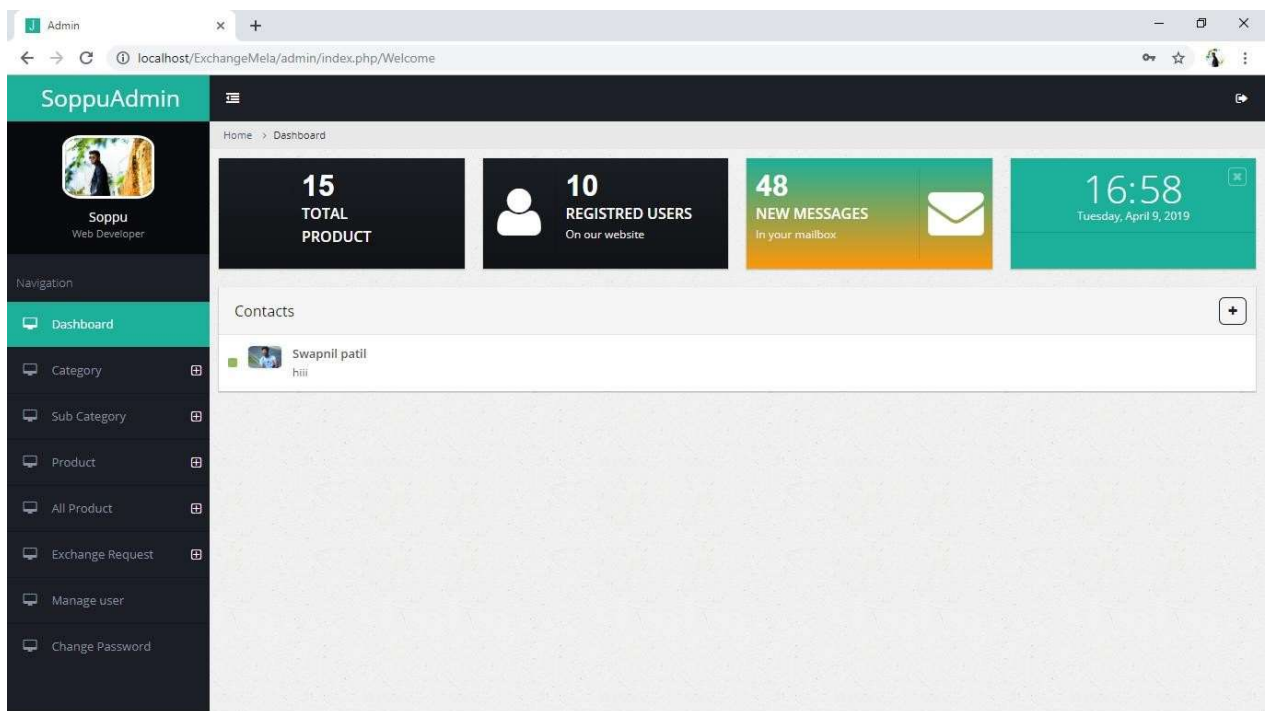 J Admin
localhost/ExchangeMela/admin/index.php/Welcome
SoppuAdmin
Soppu
Web Developer
Navigation
Dashboard
Category
Sub Category
Product
All Product
Exchange Request
Manage user
Change Password
Home > Dashboard
15
TOTAL
PRODUCT
10
REGISTRED USERS
On our website
48
NEW MESSAGES
In your mailbox
16:58
Tuesday, April 9, 2019
Contacts
Swapnil patil
hiii